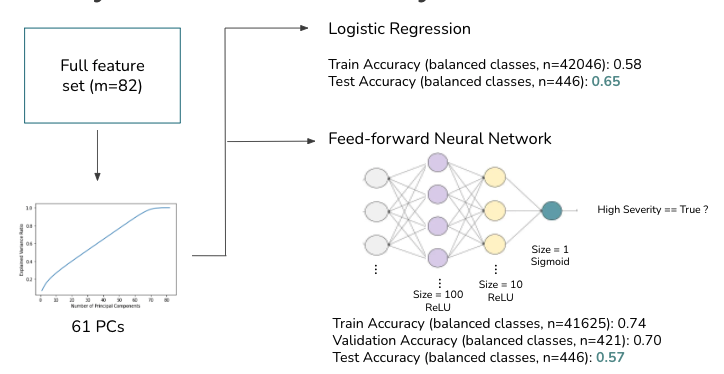 Logistic Regression
Full feature
set (m=82)
Train Accuracy (balanced classes, n=42046): 0.58
Test Accuracy (balanced classes, n=446): 0.65
Feed-forward Neural Network
High Severity == True ?
Size = 1
Sigmoid
Size = 10
ReLU
Size = 100
ReLU
Explained Variance Ratio
1.0
0.8
0.6
0.4
0.2
0 10 20 30 40 50 60 70 80
Number of Principal Components
61 PCs
Train Accuracy (balanced classes, n=41625): 0.74
Validation Accuracy (balanced classes, n=421): 0.70
Test Accuracy (balanced classes, n=446): 0.57